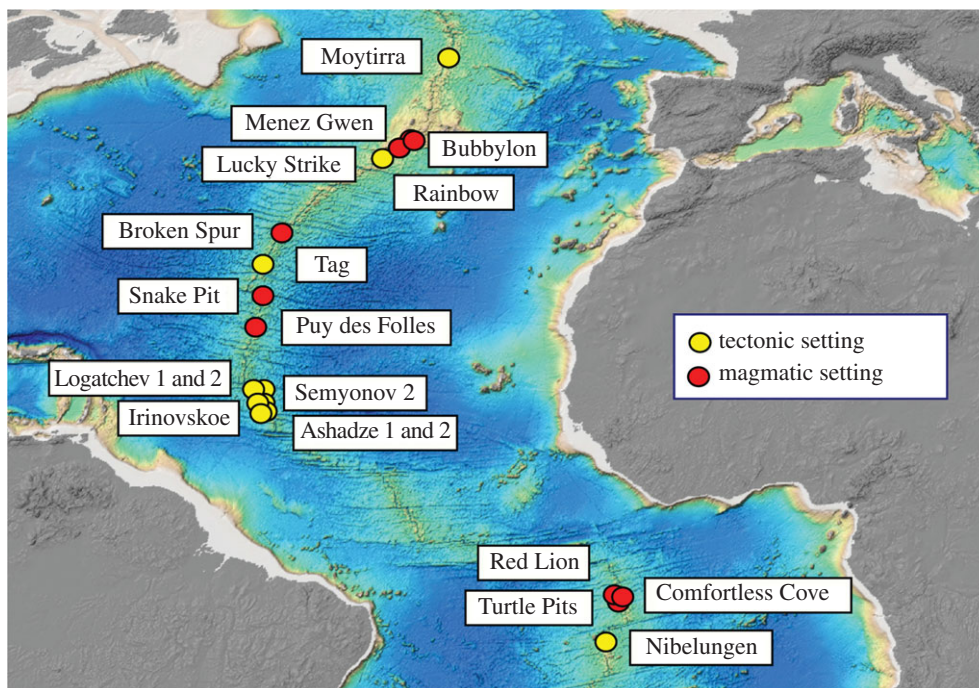 Moytirra
Menez Gwen
Bubbylon
Lucky Strike
Rainbow
Broken Spur
Tag
Snake Pit
Puy des Folles
tectonic setting
magmatic setting
Logatchev 1 and 2
Semyonov 2
Irinovskoe
Ashadze 1 and 2
Red Lion
Turtle Pits
Comfortless Cove
Nibelungen